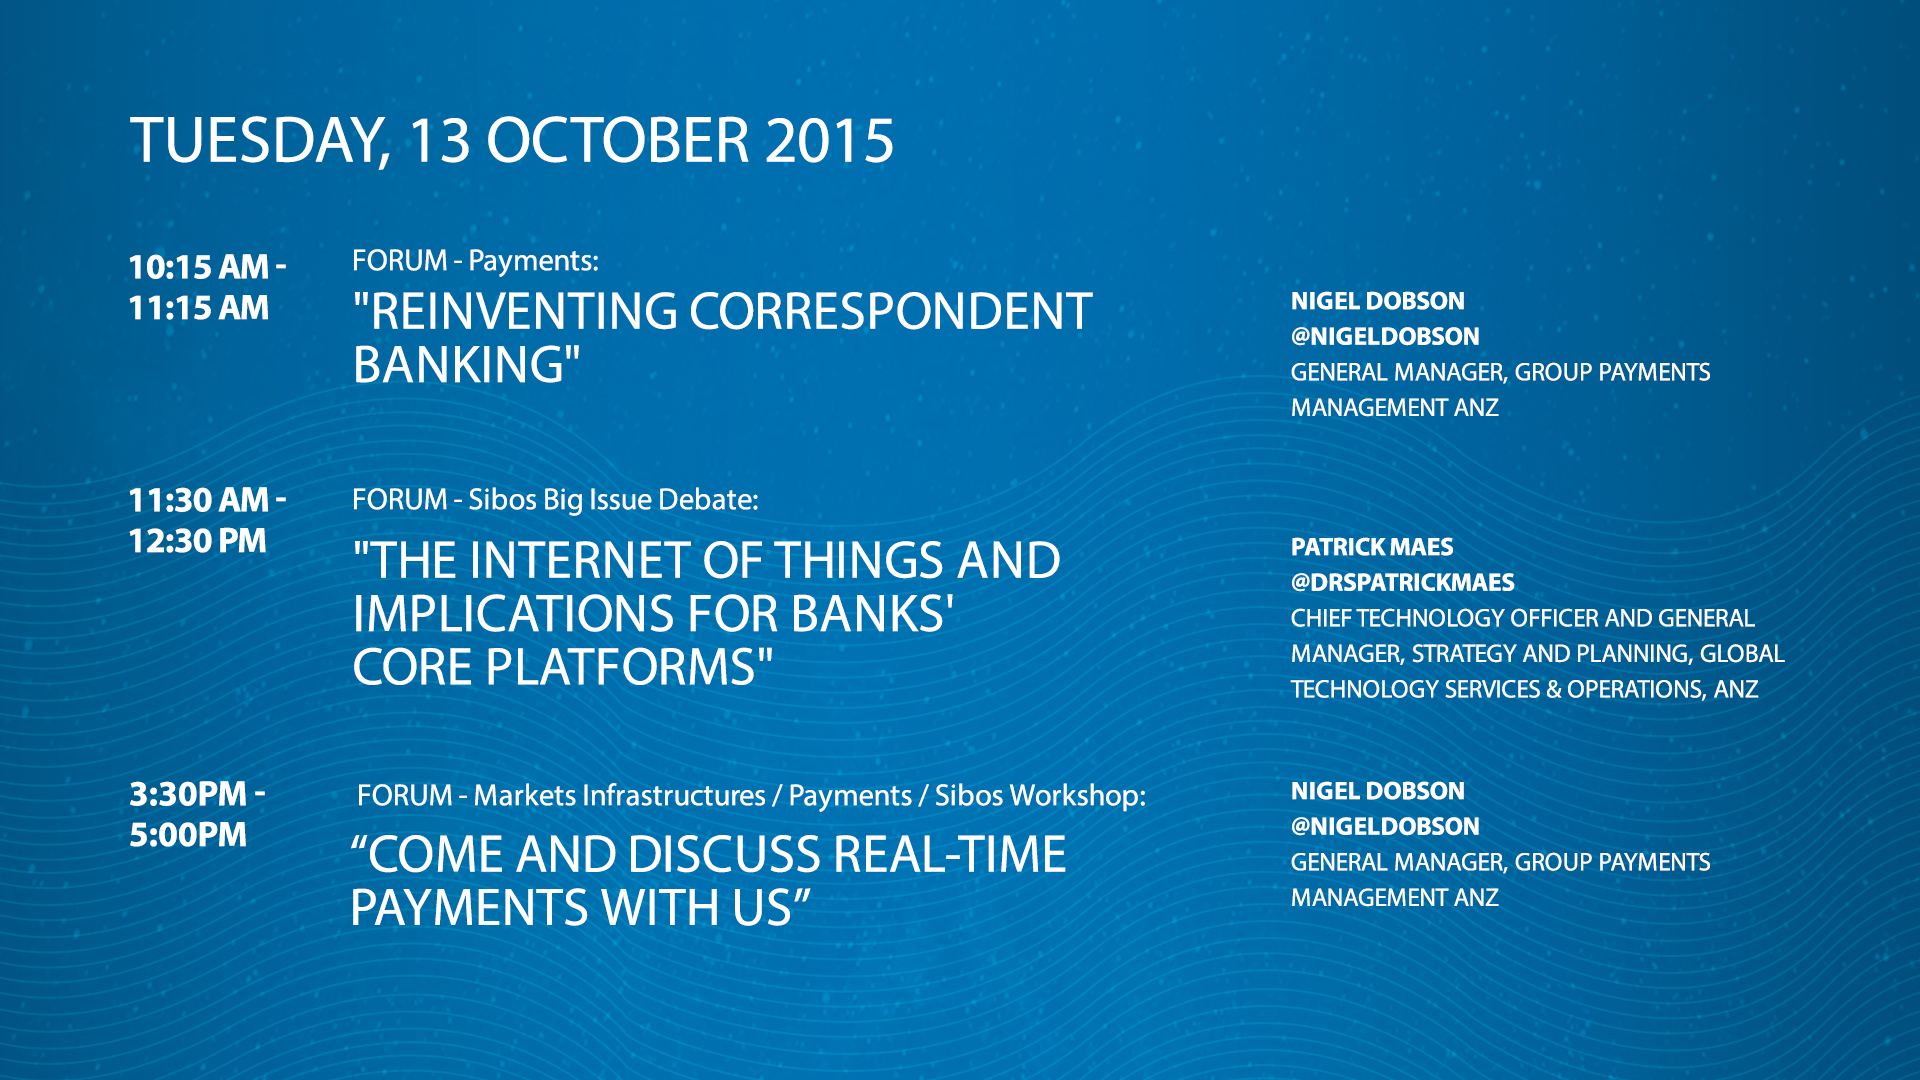 TUESDAY, 13 OCTOBER 2015
10:15 AM -
11:15 AM
FORUM - Payments:
"REINVENTING CORRESPONDENT
BANKING"
NIGEL DOBSON
@NIGELDOBSON
GENERAL MANAGER, GROUP PAYMENTS
MANAGEMENT ANZ
11:30 AM -
12:30 PM
FORUM - Sibos Big Issue Debate:
"THE INTERNET OF THINGS AND
IMPLICATIONS FOR BANKS'
CORE PLATFORMS"
PATRICK MAES
@DRSPATRICKMAES
CHIEF TECHNOLOGY OFFICER AND GENERAL
MANAGER, STRATEGY AND PLANNING, GLOBAL
TECHNOLOGY SERVICES & OPERATIONS, ANZ
3:30PM -
5:00PM
FORUM - Markets Infrastructures / Payments / Sibos Workshop:
“COME AND DISCUSS REAL-TIME
PAYMENTS WITH US”
NIGEL DOBSON
@NIGELDOBSON
GENERAL MANAGER, GROUP PAYMENTS
MANAGEMENT ANZ